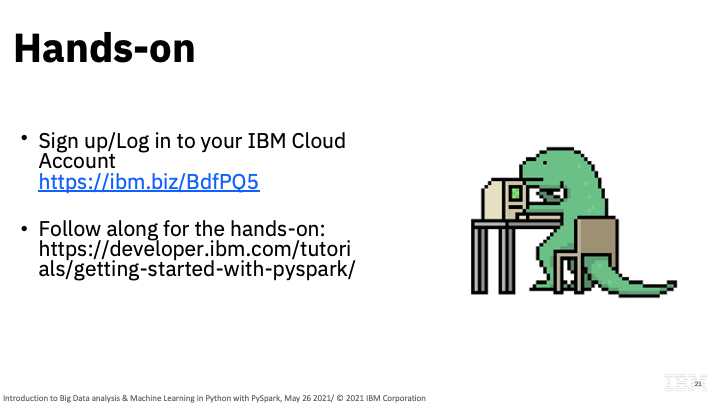 Hands-on
• Sign up/Log in to your IBM Cloud
Account
https://ibm.biz/BdfPQ5
• Follow along for the hands-on:
https://developer.ibm.com/tutori
als/getting-started-with-pyspark/
IBM
21
Introduction to Big Data analysis & Machine Learning in Python with PySpark, May 26 2021/ © 2021 IBM Corporation